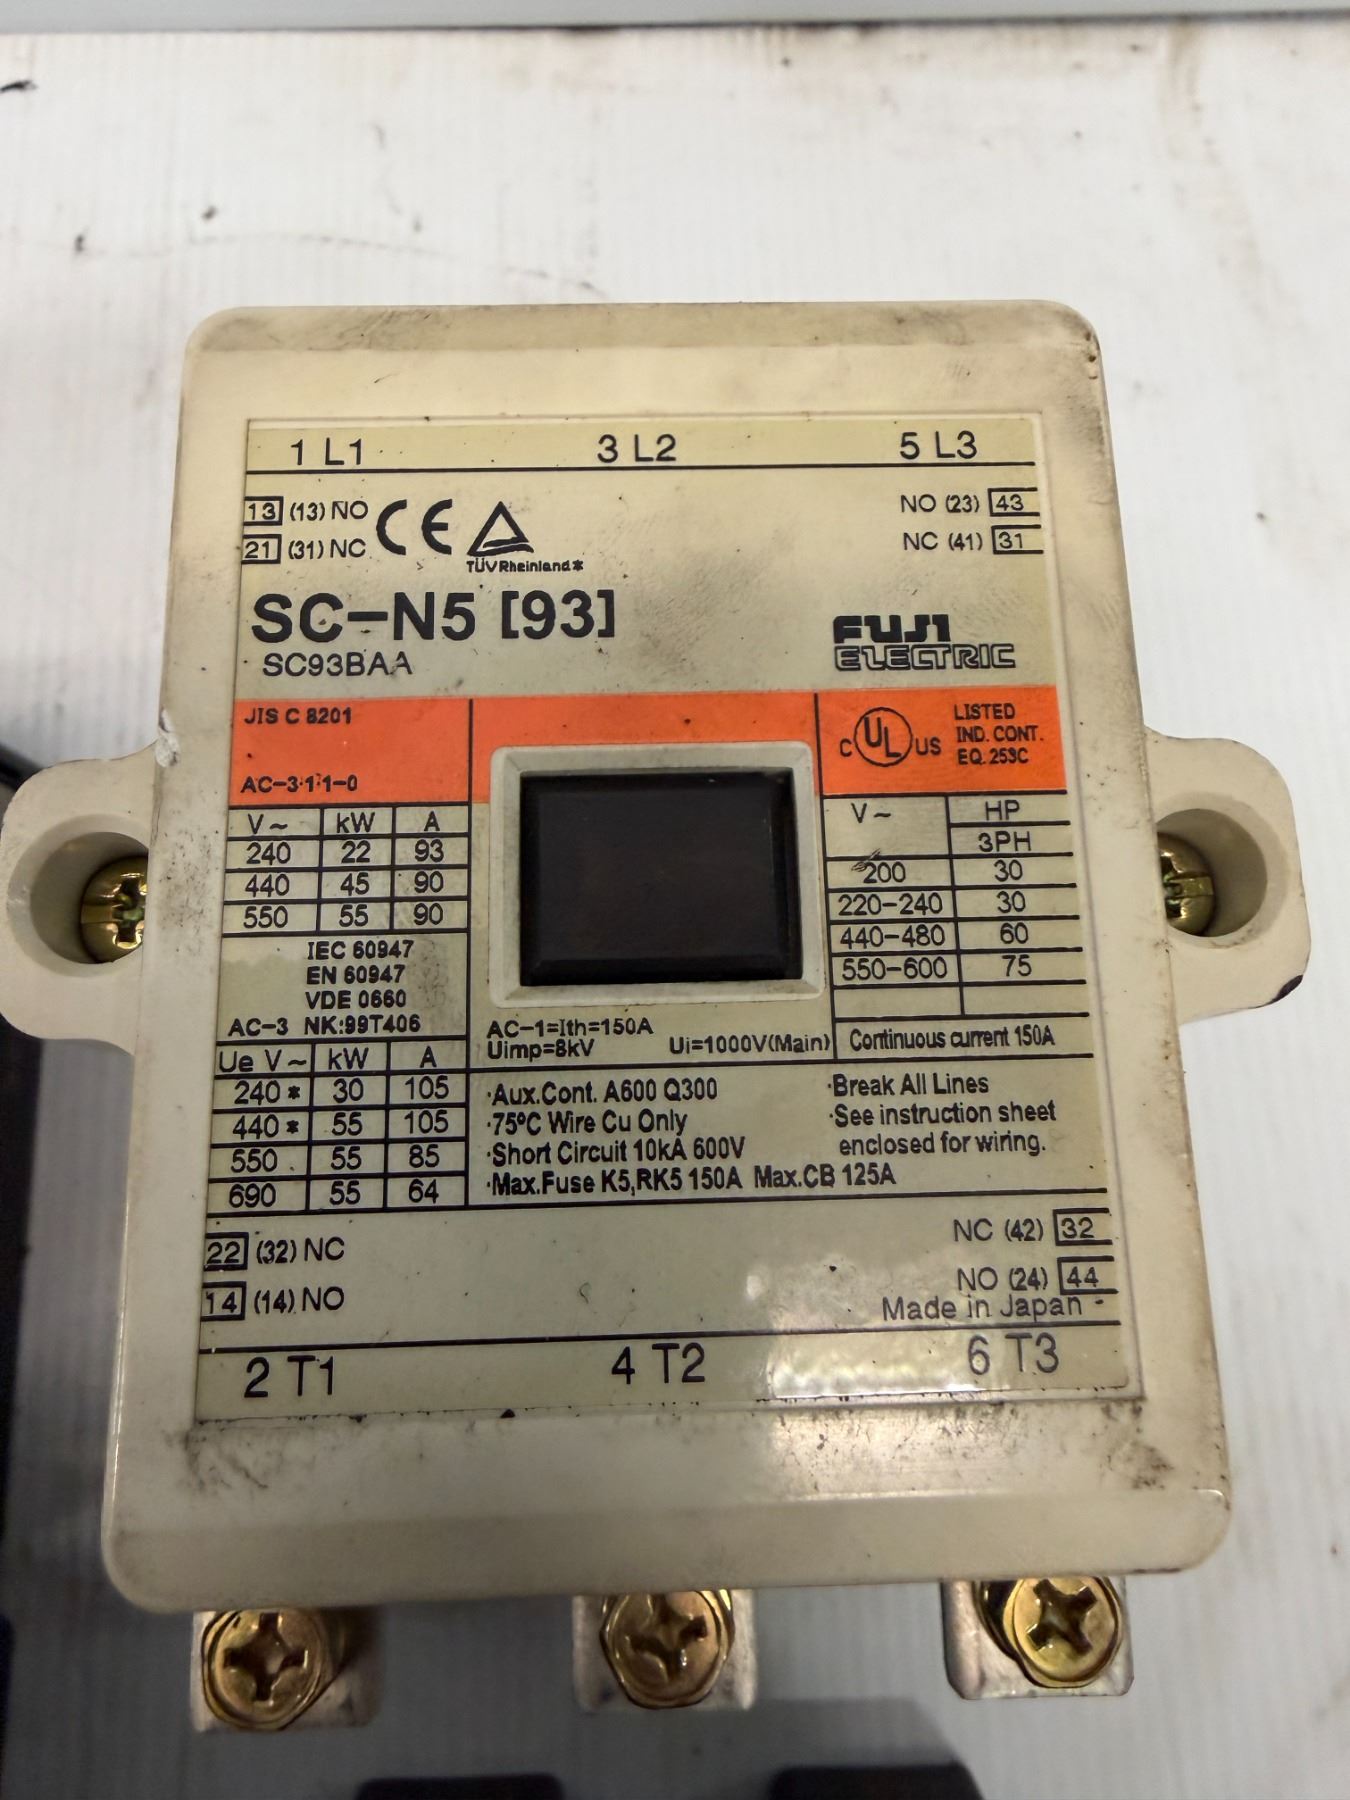 1 L1 3 L2 5 L3
13 (13) NO CE NO (23) 43
21 (31) NC TÜVRheinland* NC (41) 31
SC-N5 [93] FUJI
SC93BAA ELECTRIC
JIS C 8201
AC-3·1·1-0
V~ kW A
240 22 93
440 45 90
550 55 90
IEC 60947
EN 60947
VDE 0660
AC-3 NK:99T406
Ue V~ kW A
240* 30 105
440* 55 105
550 55 85
690 55 64
C UL US LISTED
IND. CONT.
EQ. 253C
V~ HP
3PH
200 30
220-240 30
440-480 60
550-600 75
AC-1=Ith=150A
Uimp=8kV Ui=1000V(Main) Continuous current 150A
·Aux.Cont. A600 Q300 ·Break All Lines
·75°C Wire Cu Only ·See instruction sheet
·Short Circuit 10kA 600V enclosed for wiring.
·Max.Fuse K5,RK5 150A Max.CB 125A
22 (32) NC NC (42) 32
14 (14) NO NO (24) 44
Made in Japan
2 T1 4 T2 6 T3